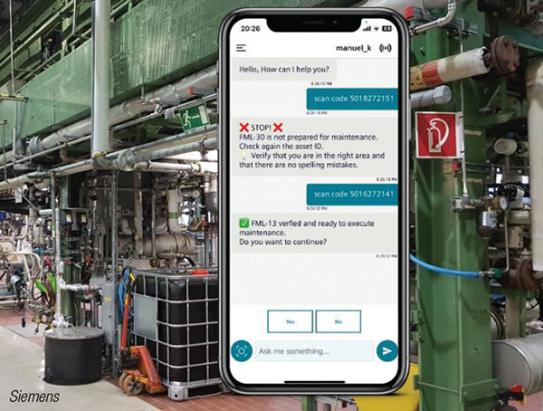 20:26
manuel_k
Hello, How can I help you?
scan code 5018272151
❌ STOP! ❌
FML-30 is not prepared for maintenance.
Check again the asset ID.
Verify that you are in the right area and
that there are no spelling mistakes.
scan code 5016272141
✅ FML-13 verfied and ready to execute
maintenance.
Do you want to continue?
Yes
No
Ask me something...
Siemens